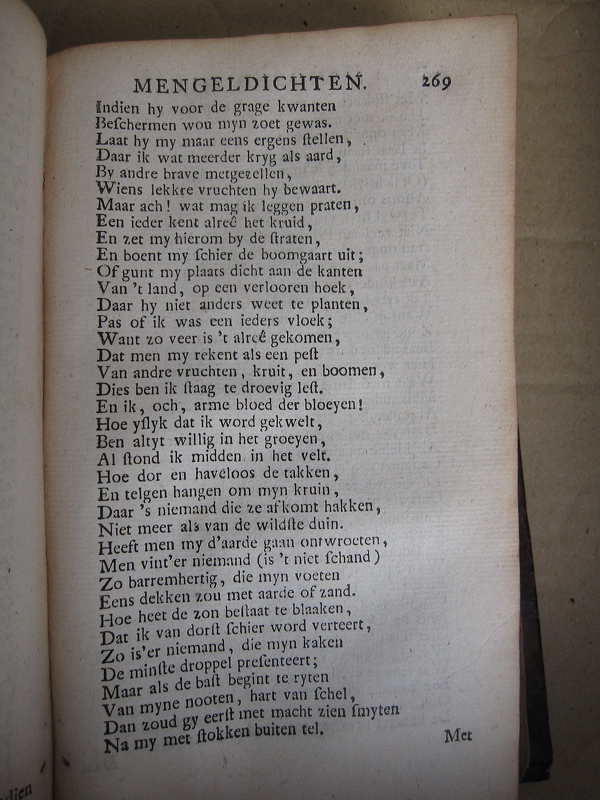 MENGELDICHTEN. 269
Indien hy voor de grage kwanten
Beſchermen wou myn zoet gewas.
Laat hy my maar eens ergens ſtellen,
Daar ik wat meerder kryg als aard,
By andre brave metgezellen,
Wiens lekkre vruchten hy bewaart.
Maar ach! wat mag ik leggen praten,
Een ieder kent alreê het kruid,
En zet my hierom by de ſtraten,
En boent my ſchier de boomgaart uit;
Of gunt my plaats dicht aan de kanten
Van 't land, op een verlooren hoek,
Daar hy niet anders weet te planten,
Pas of ik was een ieders vloek;
Want zo veer is 't alreê gekomen,
Dat men my rekent als een peſt
Van andre vruchten, kruit, en boomen,
Dies ben ik ſtaag te droevig leſt.
En ik, och, arme bloed der bloeyen!
Hoe yſlyk dat ik word gekwelt,
Ben altyt willig in het groeyen,
Al ſtond ik midden in het velt.
Hoe dor en haveloos de takken,
En telgen hangen om myn kruin,
Daar 's niemand die ze afkomt hakken,
Niet meer als van de wildſte duin.
Heeft men my d'aarde gaan ontwroeten,
Men vint'er niemand (is 't niet ſchand)
Zo barremhertig, die myn voeten
Eens dekken zou met aarde of zand.
Hoe heet de zon beſtaat te blaaken,
Dat ik van dorſt ſchier word verteert,
Zo is'er niemand, die myn kaken
De minſte droppel preſenteert;
Maar als de baſt begint te ryten
Van myne nooten, hart van ſchel,
Dan zoud gy eerſt met macht zien ſmyten
Na my met ſtokken buiten tel.
Met
dien